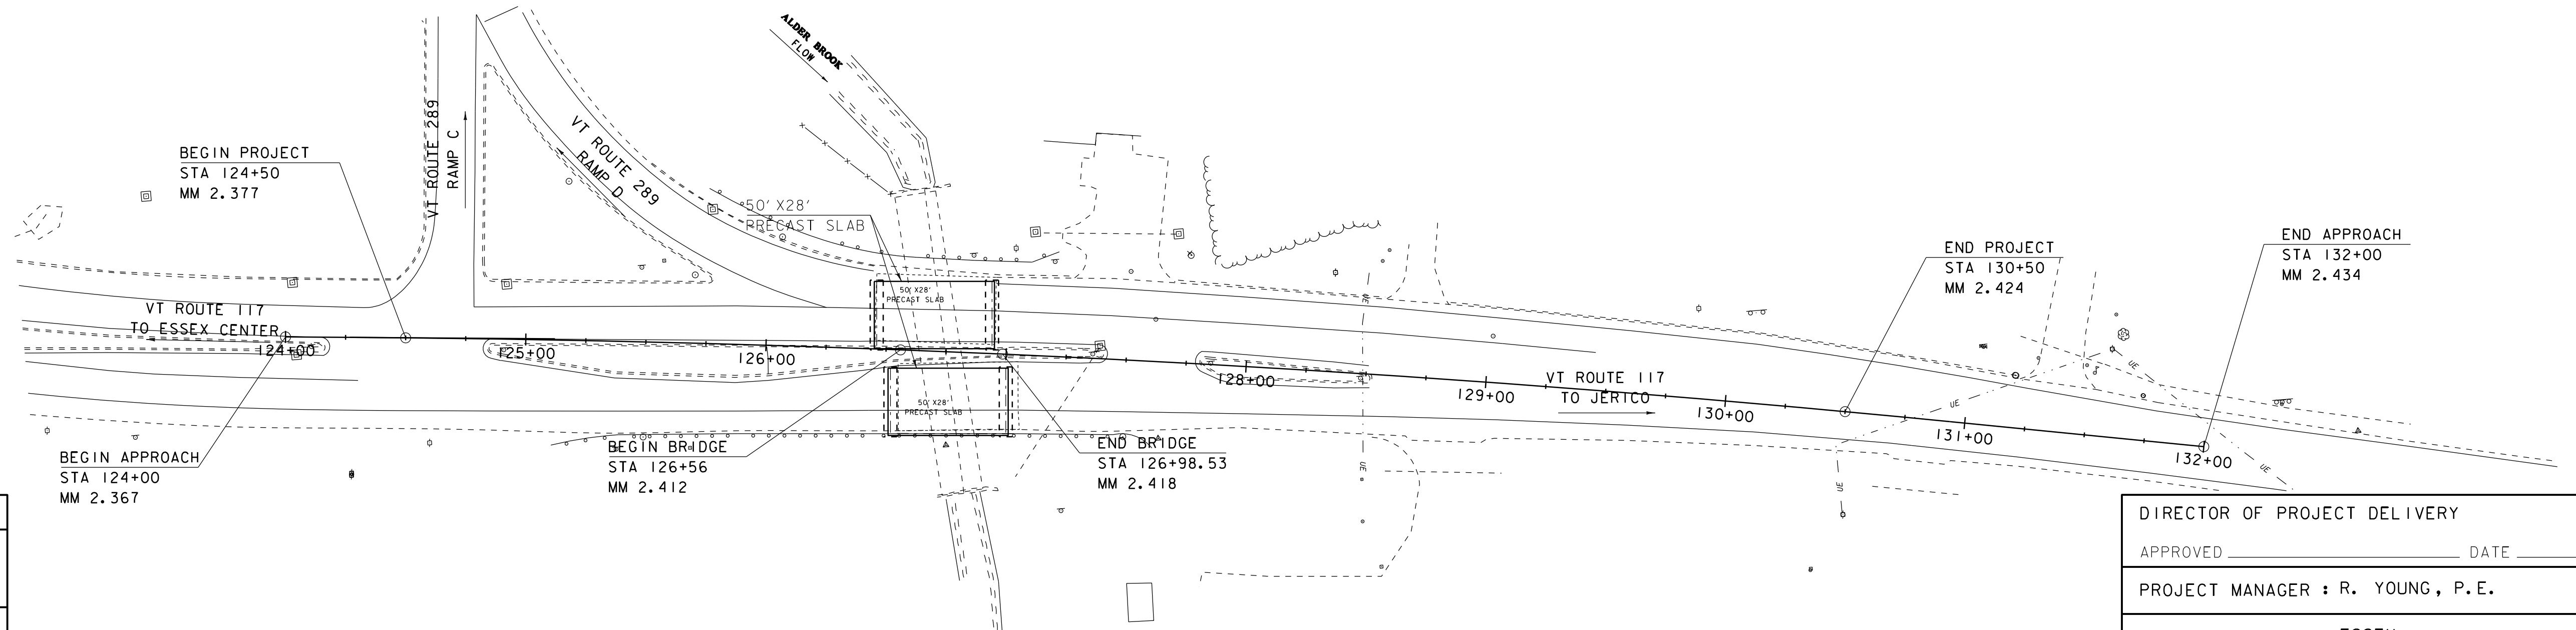 ALDER BROOK
FLOW
BEGIN PROJECT
STA 124+50
MM 2.377
VT ROUTE 289
RAMP C
VT ROUTE 289
RAMP D
50' X28'
PRECAST SLAB
END PROJECT
STA 130+50
MM 2.424
END APPROACH
STA 132+00
MM 2.434
50' X28'
PRECAST SLAB
VT ROUTE 117
TO ESSEX CENTER
124+00
125+00
126+00
128+00
129+00
130+00
131+00
132+00
VT ROUTE 117
TO JERICO
50' X28'
PRECAST SLAB
UE
UE
UE
UE
UE
UE
BEGIN APPROACH
STA 124+00
MM 2.367
BEGIN BRIDGE
STA 126+56
MM 2.412
END BRIDGE
STA 126+98.53
MM 2.418
DIRECTOR OF PROJECT DELIVERY
APPROVED DATE
PROJECT MANAGER : R. YOUNG, P.E.